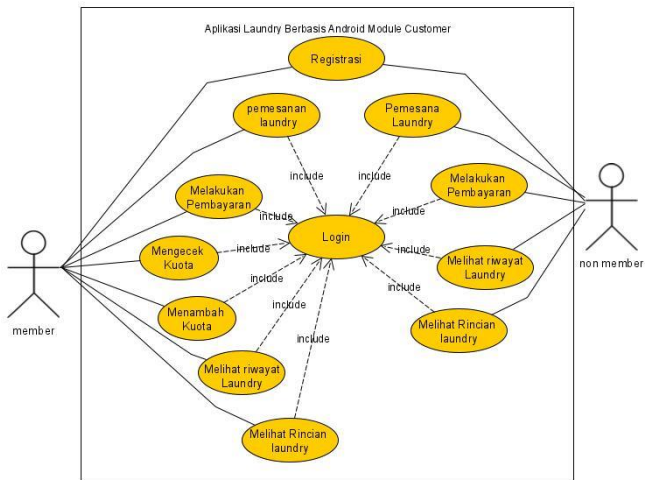 Aplikasi Laundry Berbasis Android Module Customer
Registrasi
pemesanan
laundry
Pemesana
Laundry
include
include
Melakukan
Pembayaran
Melakukan
Pembayaran
include
include
Login
Mengecek
Kuota
include
include
Melihat riwayat
Laundry
non member
include
include
Menambah
Kuota
include
Melihat Rincian
laundry
member
include
Melihat riwayat
Laundry
Melihat Rincian
laundry